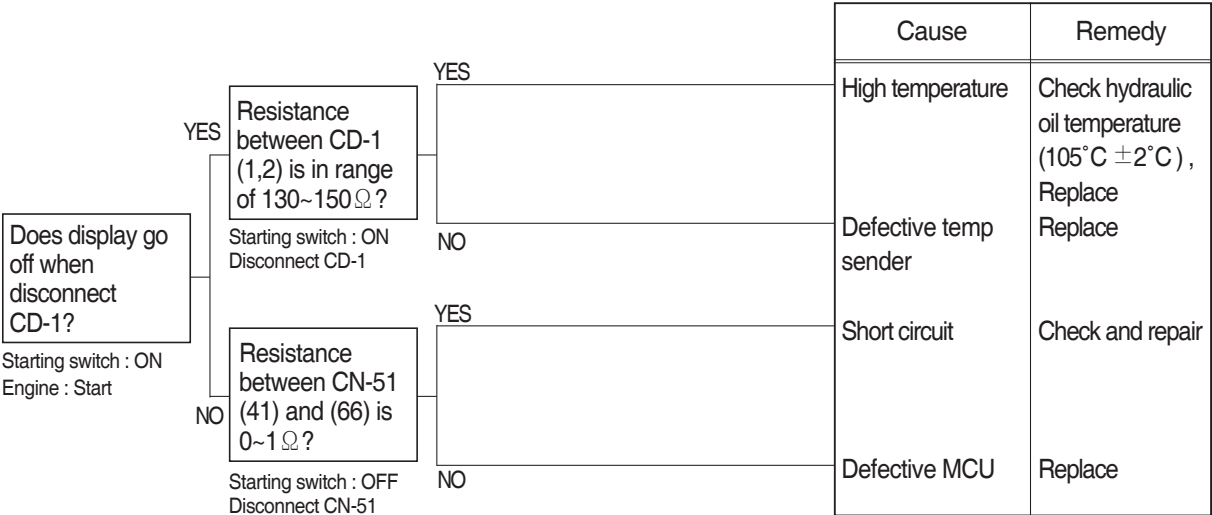 Does display go
off when
disconnect
CD-1?
Starting switch : ON
Engine : Start
YES
Resistance
between CD-1
(1,2) is in range
of 130~150Ω?
Starting switch : ON
Disconnect CD-1
NO
Resistance
between CN-51
(41) and (66) is
0~1Ω?
Starting switch : OFF
Disconnect CN-51
YES
NO
YES
NO
Cause
Remedy
High temperature
Check hydraulic
oil temperature
(105˚C ±2˚C ) ,
Replace
Defective temp
sender
Replace
Short circuit
Check and repair
Defective MCU
Replace